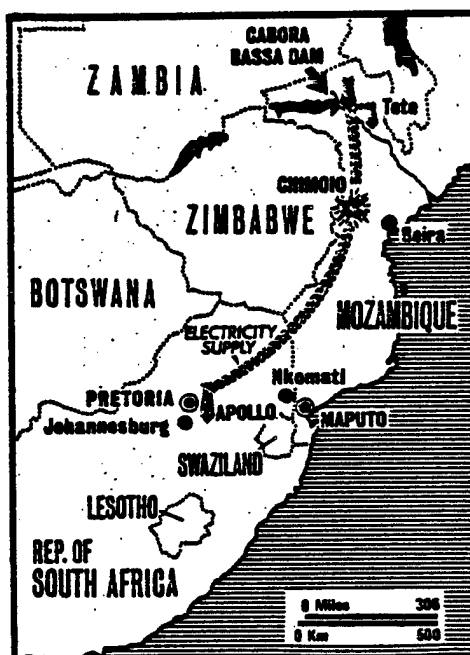 CABORA
BASSA DAM
ZAMBIA
Tete
CHIMOIO
ZIMBABWE
Beira
BOTSWANA
MOZAMBIQUE
ELECTRICITY
SUPPLY
Nkomati
PRETORIA
APOLLO
MAPUTO
Johannesburg
SWAZILAND
LESOTHO
REP. OF
SOUTH AFRICA
0 Miles 306
0 Km 500